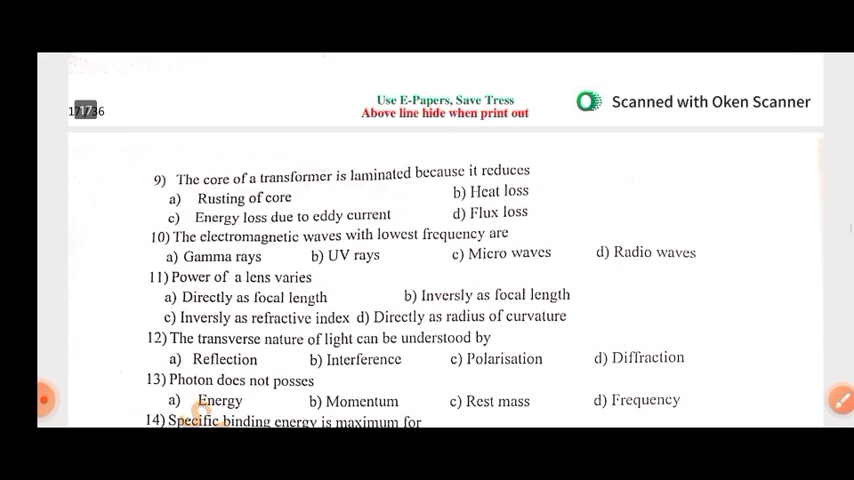 Use E-Papers, Save Tress
Above line hide when print out
Scanned with Oken Scanner
9) The core of a transformer is laminated because it reduces
a) Rusting of core b) Heat loss
c) Energy loss due to eddy current d) Flux loss
10) The electromagnetic waves with lowest frequency are
a) Gamma rays b) UV rays c) Micro waves d) Radio waves
11) Power of a lens varies
a) Directly as focal length b) Inversly as focal length
c) Inversly as refractive index d) Directly as radius of curvature
12) The transverse nature of light can be understood by
a) Reflection b) Interference c) Polarisation d) Diffraction
13) Photon does not posses
a) Energy b) Momentum c) Rest mass d) Frequency
14) Specific binding energy is maximum for